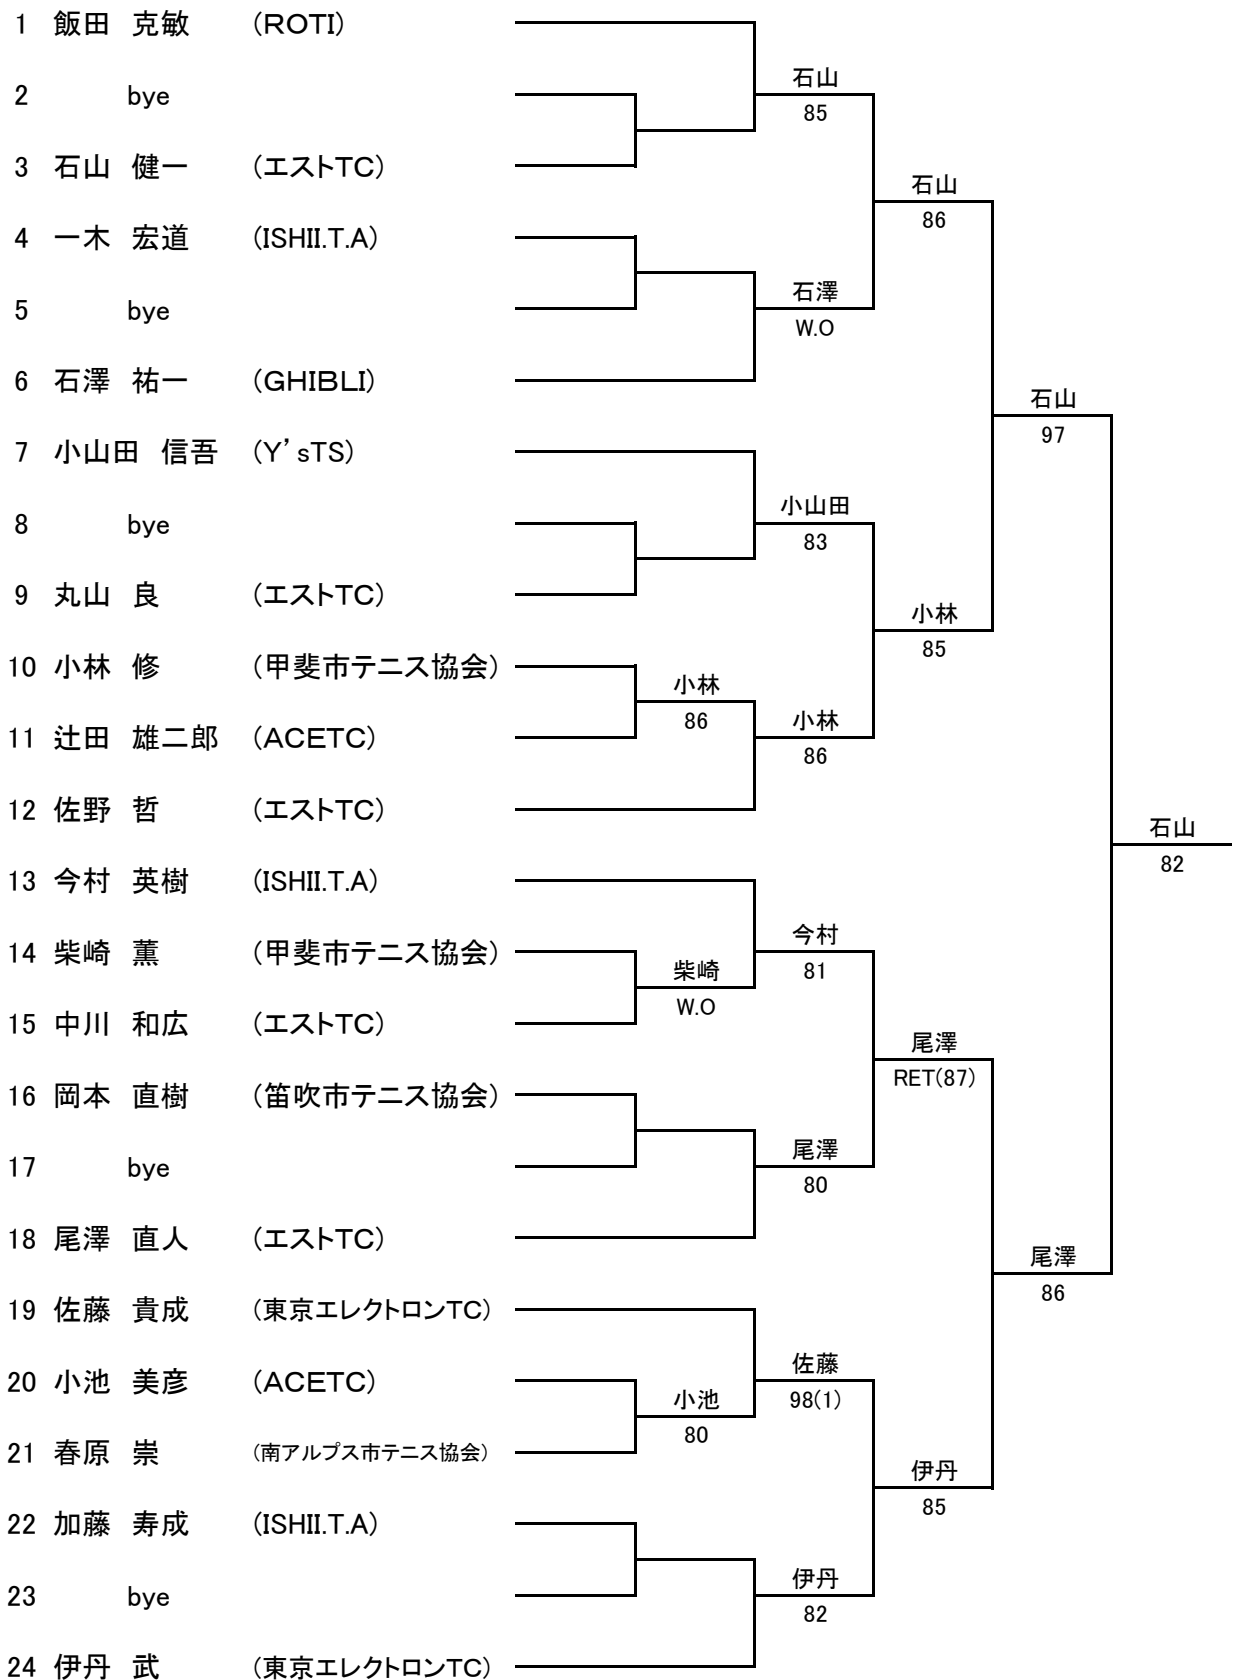 1 飯田 克敏 (ROTI)
石山
2 bye
85
3 石山 健一 (エストTC)
石山
4 一木 宏道 (ISHII.T.A)
86
石澤
5 bye
W.O
6 石澤 祐一 (GHIBLI)
石山
97
7 小山田 信吾 (Y'sTS)
小山田
8 bye
83
9 丸山 良 (エストTC)
小林
85
10 小林 修 (甲斐市テニス協会)
小林
86
小林
11 辻田 雄二郎 (ACETC)
86
12 佐野 哲 (エストTC)
石山
82
13 今村 英樹 (ISHII.T.A)
今村
14 柴崎 薫 (甲斐市テニス協会)
柴崎
81
W.O
15 中川 和広 (エストTC)
尾澤
RET(87)
16 岡本 直樹 (笛吹市テニス協会)
尾澤
17 bye
80
18 尾澤 直人 (エストTC)
尾澤
86
19 佐藤 貴成 (東京エレクトロンTC)
佐藤
20 小池 美彦 (ACETC)
小池
98(1)
80
21 春原 崇 (南アルプス市テニス協会)
伊丹
85
22 加藤 寿成 (ISHII.T.A)
伊丹
23 bye
82
24 伊丹 武 (東京エレクトロンTC)